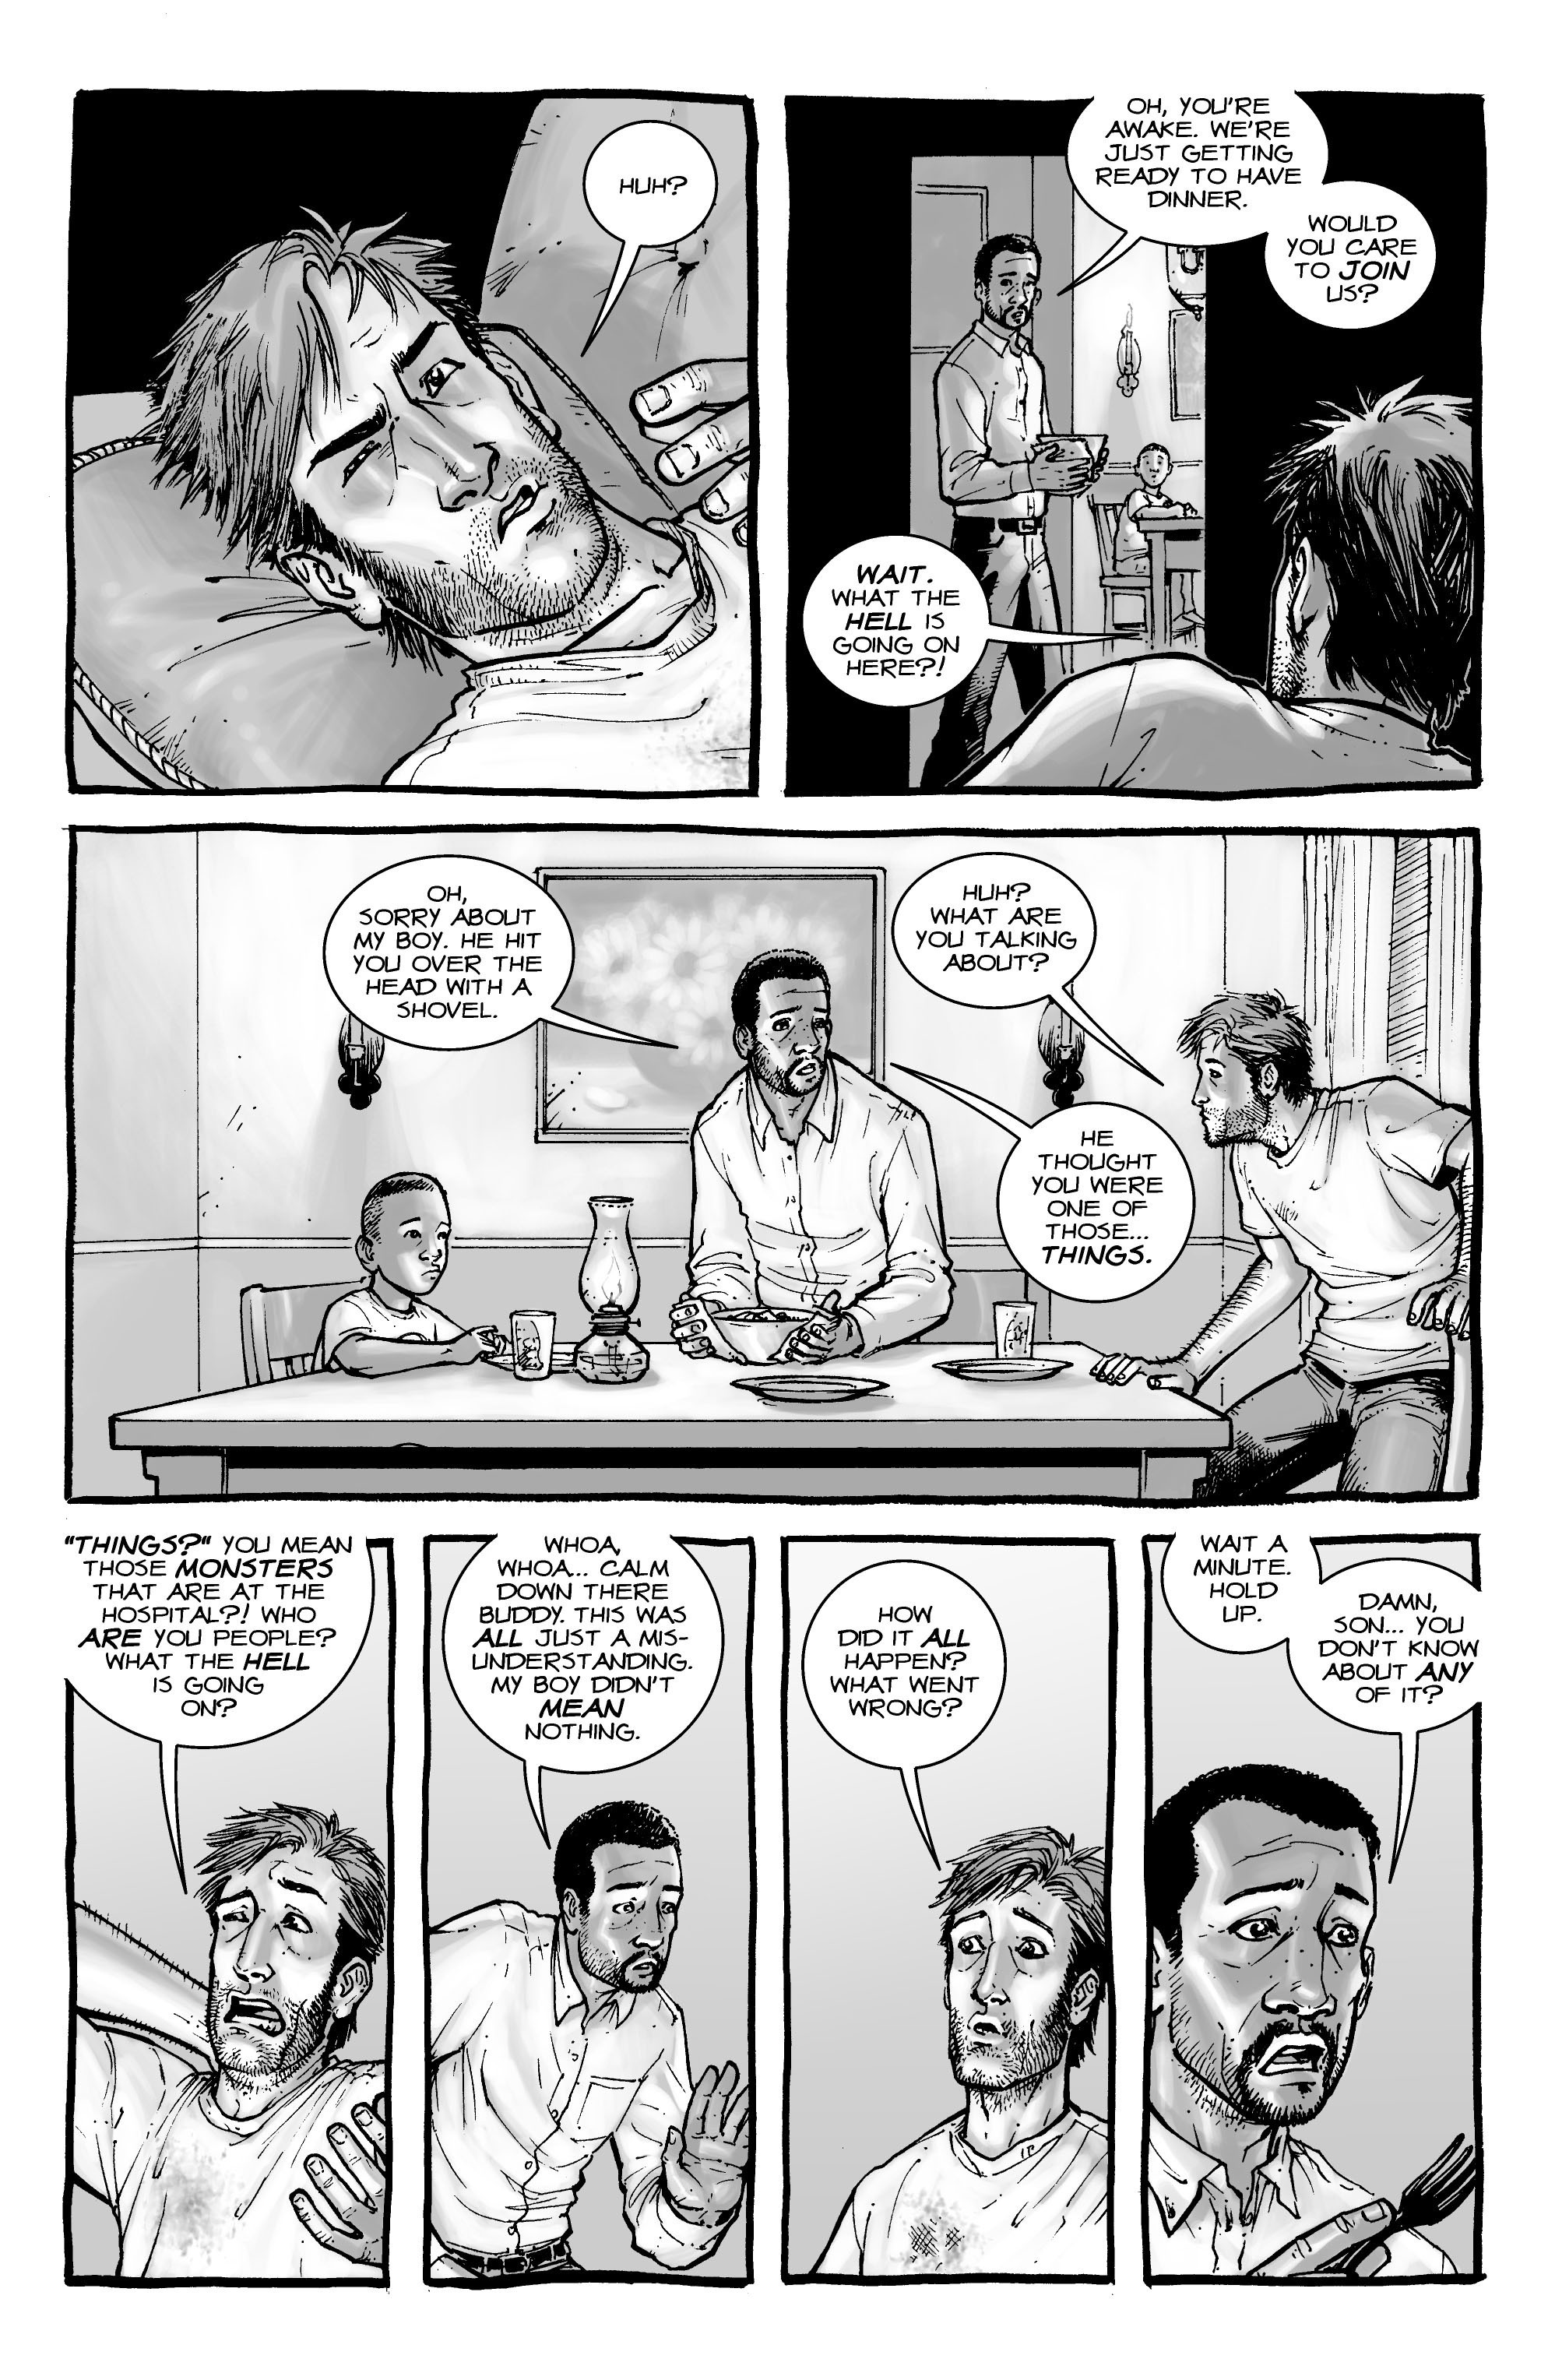 HUH?
OH, YOU'RE
AWAKE. WE'RE
JUST GETTING
READY TO HAVE
DINNER.
WOULD
YOU CARE
TO JOIN
US?
WAIT.
WHAT THE
HELL IS
GOING ON
HERE?!
OH,
SORRY ABOUT
MY BOY. HE HIT
YOU OVER THE
HEAD WITH A
SHOVEL.
HUH?
WHAT ARE
YOU TALKING
ABOUT?
HE
THOUGHT
YOU WERE
ONE OF
THOSE...
THINGS.
"THINGS?" YOU MEAN
THOSE MONSTERS
THAT ARE AT THE
HOSPITAL?! WHO
ARE YOU PEOPLE?
WHAT THE HELL
IS GOING
ON?
WHOA,
WHOA... CALM
DOWN THERE
BUDDY. THIS WAS
ALL JUST A MIS-
UNDERSTANDING.
MY BOY DIDN'T
MEAN
NOTHING.
HOW
DID IT ALL
HAPPEN?
WHAT WENT
WRONG?
WAIT A
MINUTE.
HOLD
UP.
DAMN,
SON... YOU
DON'T KNOW
ABOUT ANY
OF IT?